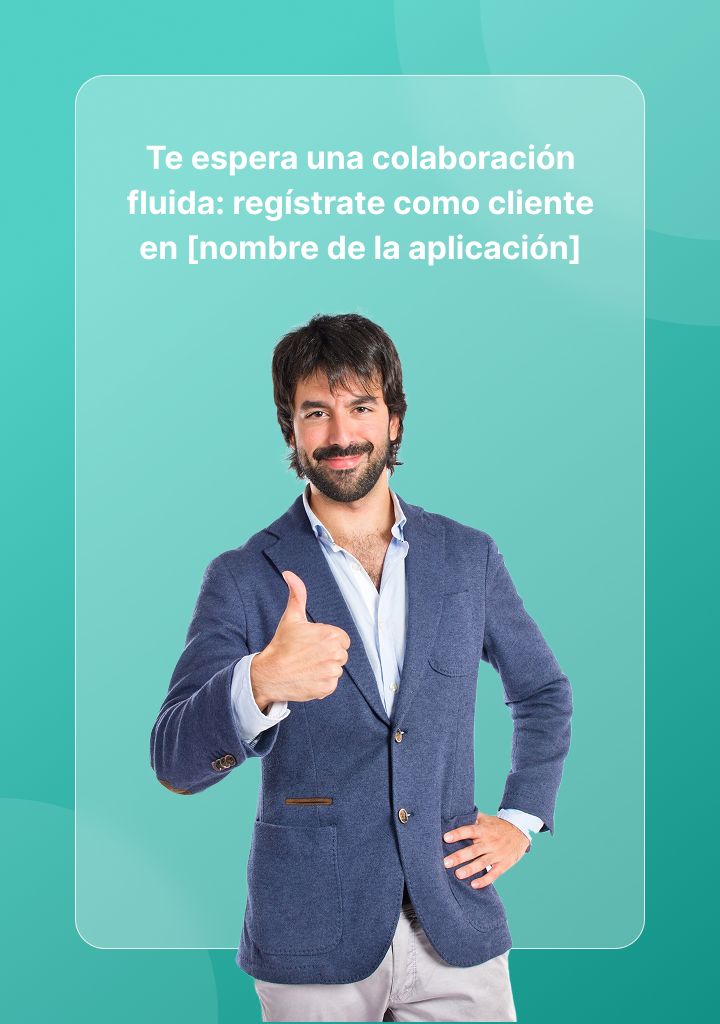 Te espera una colaboración
fluida: regístrate como cliente
en [nombre de la aplicación]